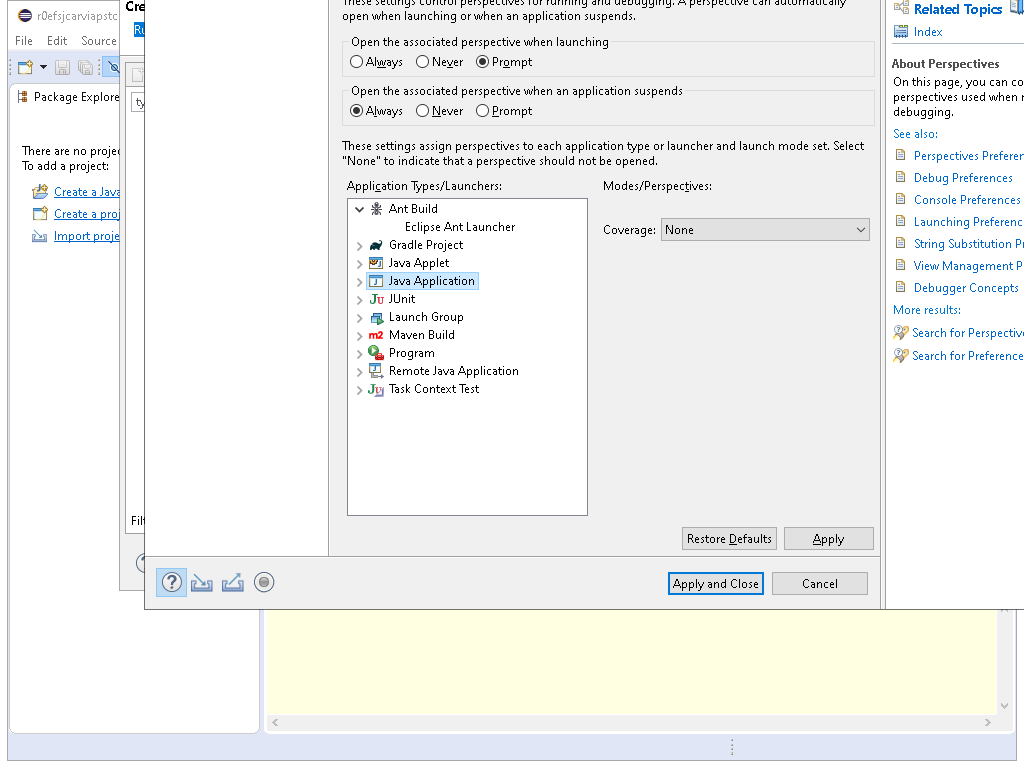 r0efsjcarviapstc
File Edit Source
Package Explore
There are no projec
To add a project:
Create a Java
Create a proj
Import proje
Cre
Ru
ty
Filt
These settings control perspectives for running and debugging. A perspective can automatically
open when launching or when an application suspends.
Open the associated perspective when launching
Always Never Prompt
Open the associated perspective when an application suspends
Always Never Prompt
These settings assign perspectives to each application type or launcher and launch mode set. Select
"None" to indicate that a perspective should not be opened.
Application Types/Launchers:
Modes/Perspectives:
Ant Build
Eclipse Ant Launcher
Gradle Project
Java Applet
Java Application
JUnit
Launch Group
Maven Build
Program
Remote Java Application
Task Context Test
Coverage: None
Restore Defaults Apply
Apply and Close Cancel
Related Topics
Index
About Perspectives
On this page, you can co
perspectives used when r
debugging.
See also:
Perspectives Preferen
Debug Preferences
Console Preferences
Launching Preferenc
String Substitution P
View Management P
Debugger Concepts
More results:
Search for Perspective
Search for Preference